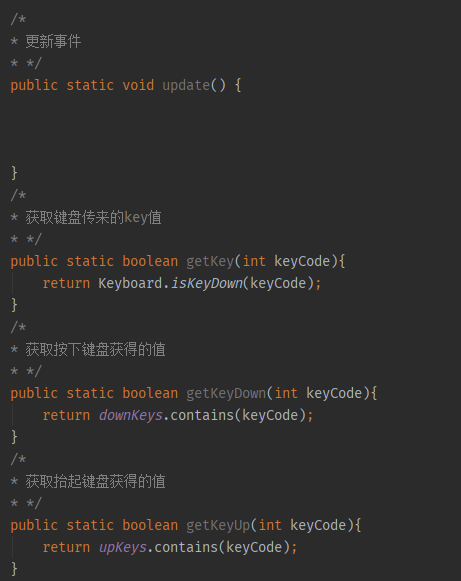 /*
* 更新事件
* */
public static void update() {
}
/*
* 获取键盘传来的key值
* */
public static boolean getKey(int keyCode){
return Keyboard.isKeyDown(keyCode);
}
/*
* 获取按下键盘获得的值
* */
public static boolean getKeyDown(int keyCode){
return downKeys.contains(keyCode);
}
/*
* 获取抬起键盘获得的值
* */
public static boolean getKeyUp(int keyCode){
return upKeys.contains(keyCode);
}